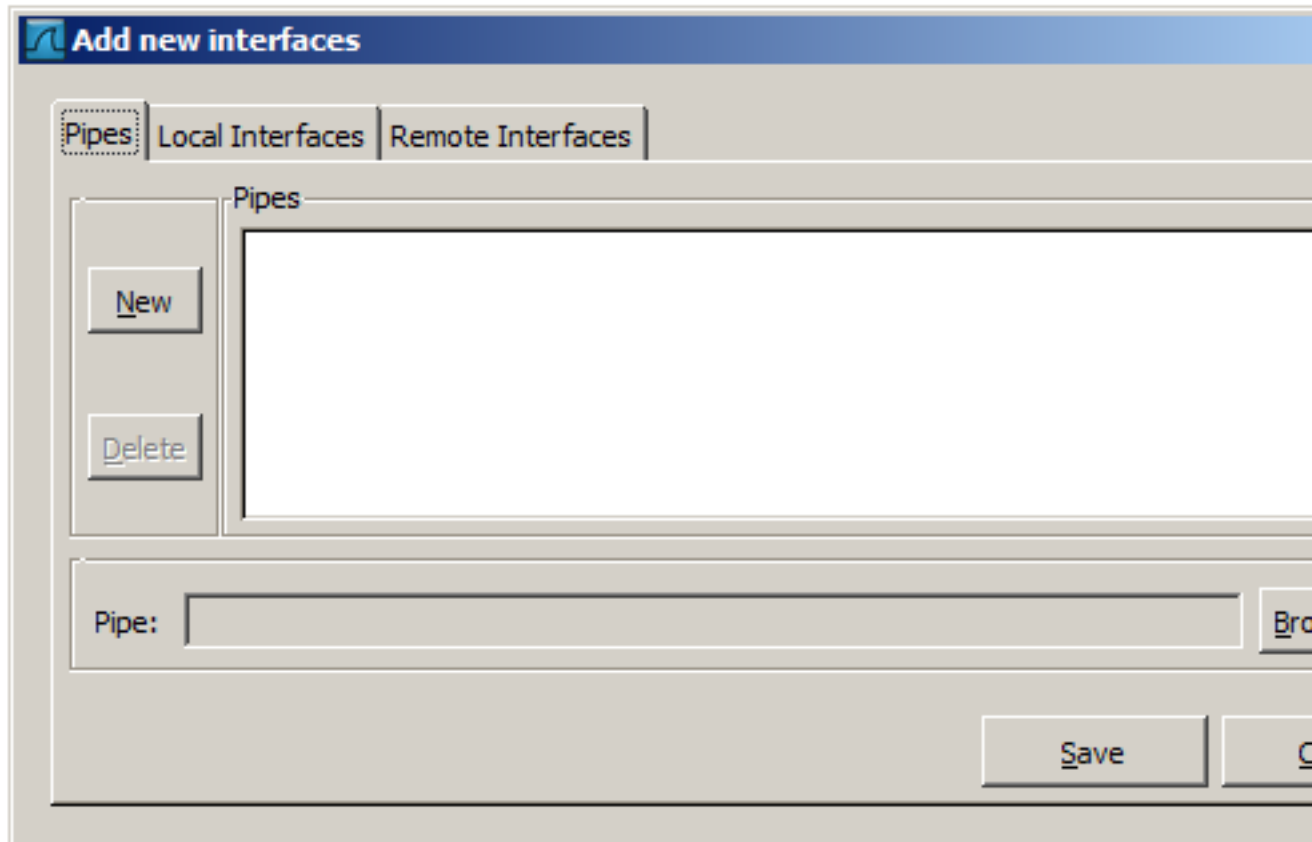 Add new interfaces
Pipes Local Interfaces Remote Interfaces
Pipes
New
Delete
Pipe:
Save